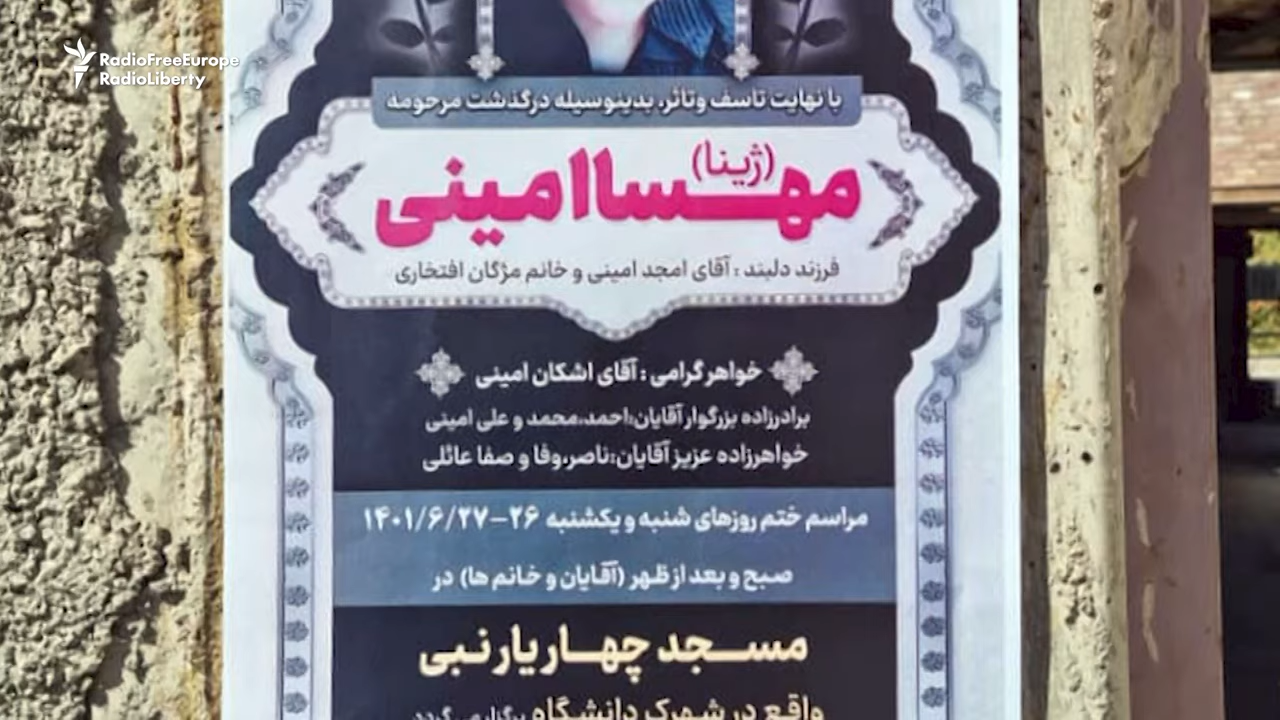 RadioFreeEurope
RadioLiberty
با نهایت تاسف وتاثر، بدینوسیله درگذشت مرحومه
(ژینا)
مهسا امینی
فرزند دلبند : آقای امجد امینی و خانم مژگان افتخاری
خواهر گرامی : آقای اشکان امینی
برادرزاده بزرگوار آقایان:احمد،محمد و علی امینی
خواهرزاده عزیز آقایان:ناصر،وفا و صفا عائلی
مراسم ختم روزهای شنبه و یکشنبه ۲۶-۱۴۰۱/۶/۲۷
صبح و بعد از ظهر (آقایان و خانم ها) در
مسجد چهار یار نبی
واقع در شهرک دانشگاه برگزار می گردد